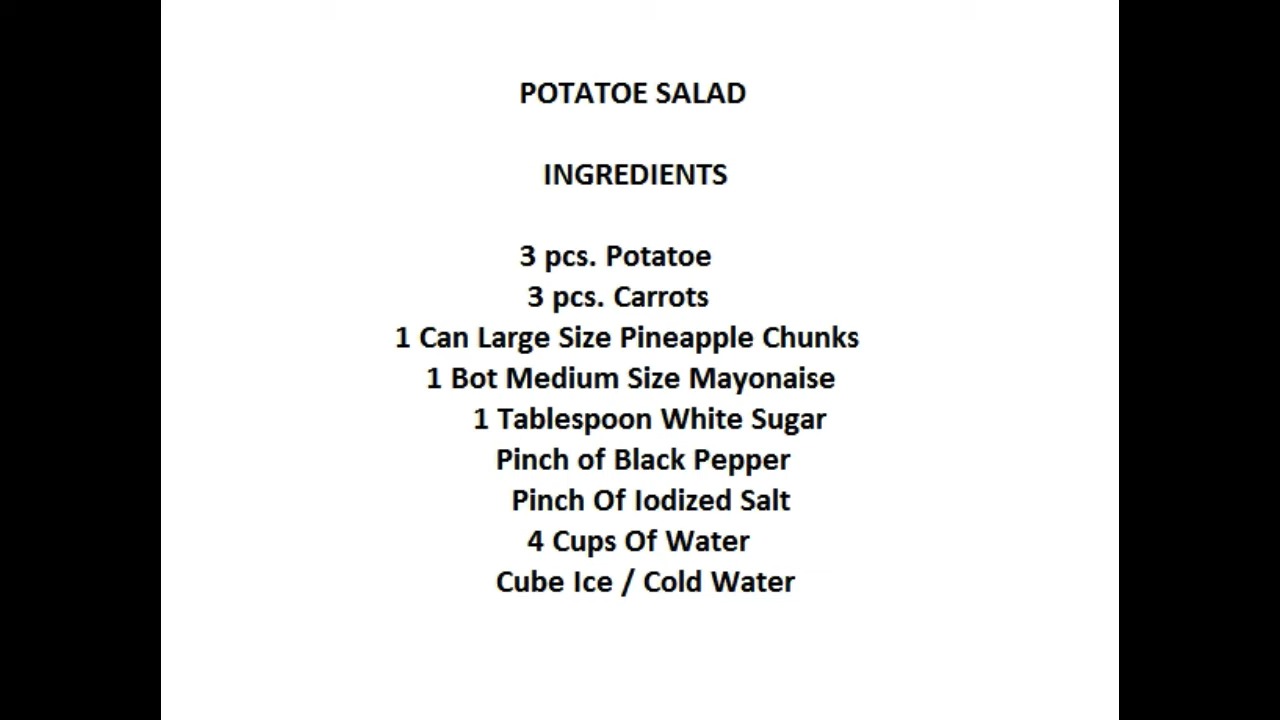 POTATOE SALAD
INGREDIENTS
3 pcs. Potatoe
3 pcs. Carrots
1 Can Large Size Pineapple Chunks
1 Bot Medium Size Mayonaise
1 Tablespoon White Sugar
Pinch of Black Pepper
Pinch Of Iodized Salt
4 Cups Of Water
Cube Ice / Cold Water